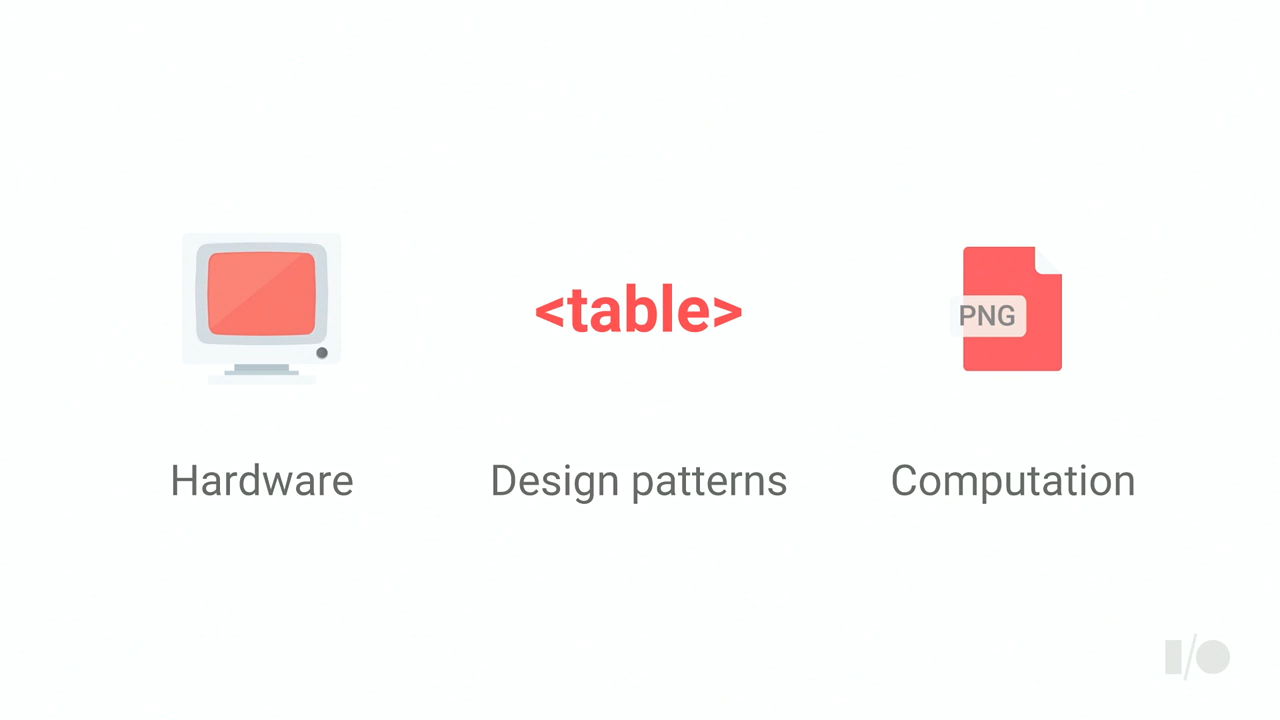 <table>
PNG
Hardware
Design patterns
Computation
I/O